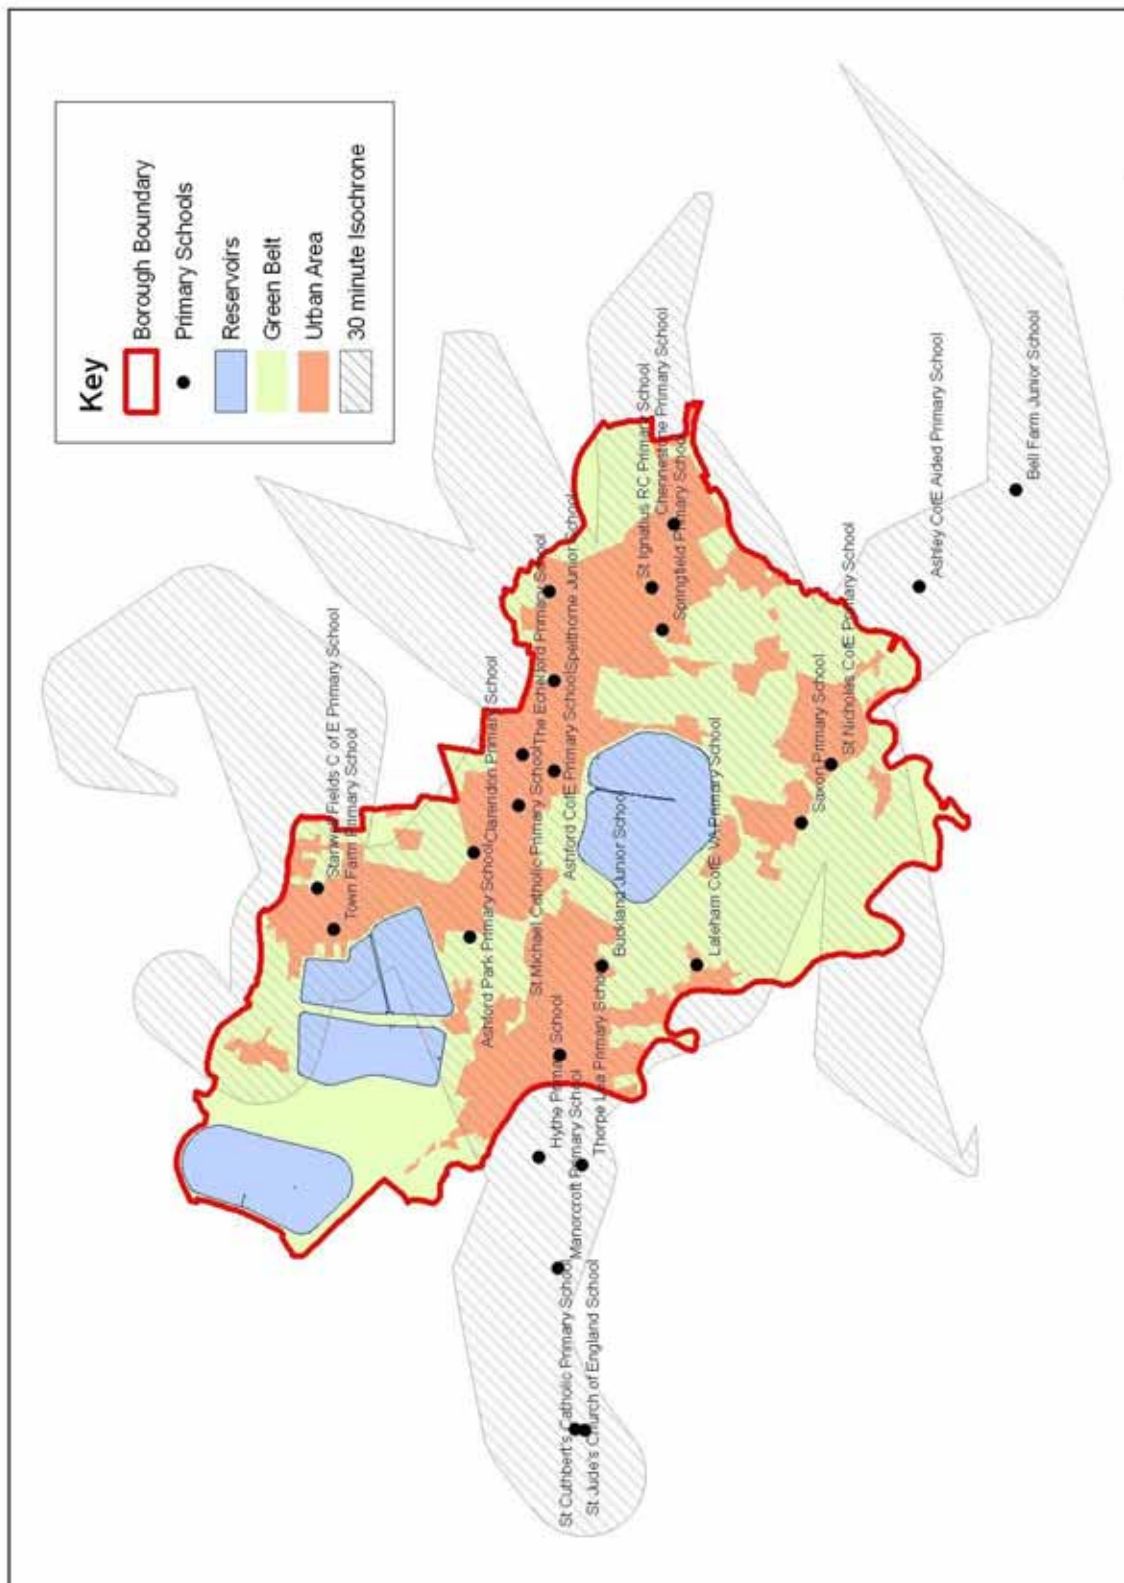 Key
Borough Boundary
Primary Schools
Reservoirs
Green Belt
Urban Area
30 minute Isochrone
Stanwell Fields C of E Primary School
Town Farm Primary School
Ashford Park Primary School
Clarendon Primary School
St Michael Catholic Primary School
The Echelford Primary School
Ashford CofE Primary School
Spelthorne Junior School
Hythe Primary School
Buckland Junior School
Thorpe Lea Primary School
Manorcroft Primary School
St Cuthbert's Catholic Primary School
St Jude's Church of England School
St Ignatius RC Primary School
Chennestone Primary School
Springfield Primary School
Laleham CofE VA Primary School
Saxon Primary School
St Nicholas CofE Primary School
Ashley CofE Aided Primary School
Bell Farm Junior School